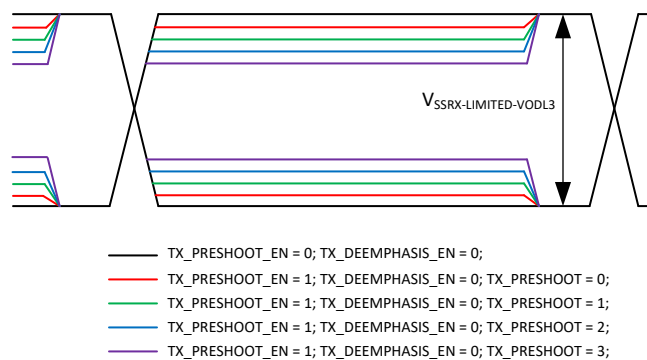 VSSRX-LIMITED-VODL3
TX_PRESHOOT_EN = 0; TX_DEEMPHASIS_EN = 0;
TX_PRESHOOT_EN = 1; TX_DEEMPHASIS_EN = 0; TX_PRESHOOT = 0;
TX_PRESHOOT_EN = 1; TX_DEEMPHASIS_EN = 0; TX_PRESHOOT = 1;
TX_PRESHOOT_EN = 1; TX_DEEMPHASIS_EN = 0; TX_PRESHOOT = 2;
TX_PRESHOOT_EN = 1; TX_DEEMPHASIS_EN = 0; TX_PRESHOOT = 3;